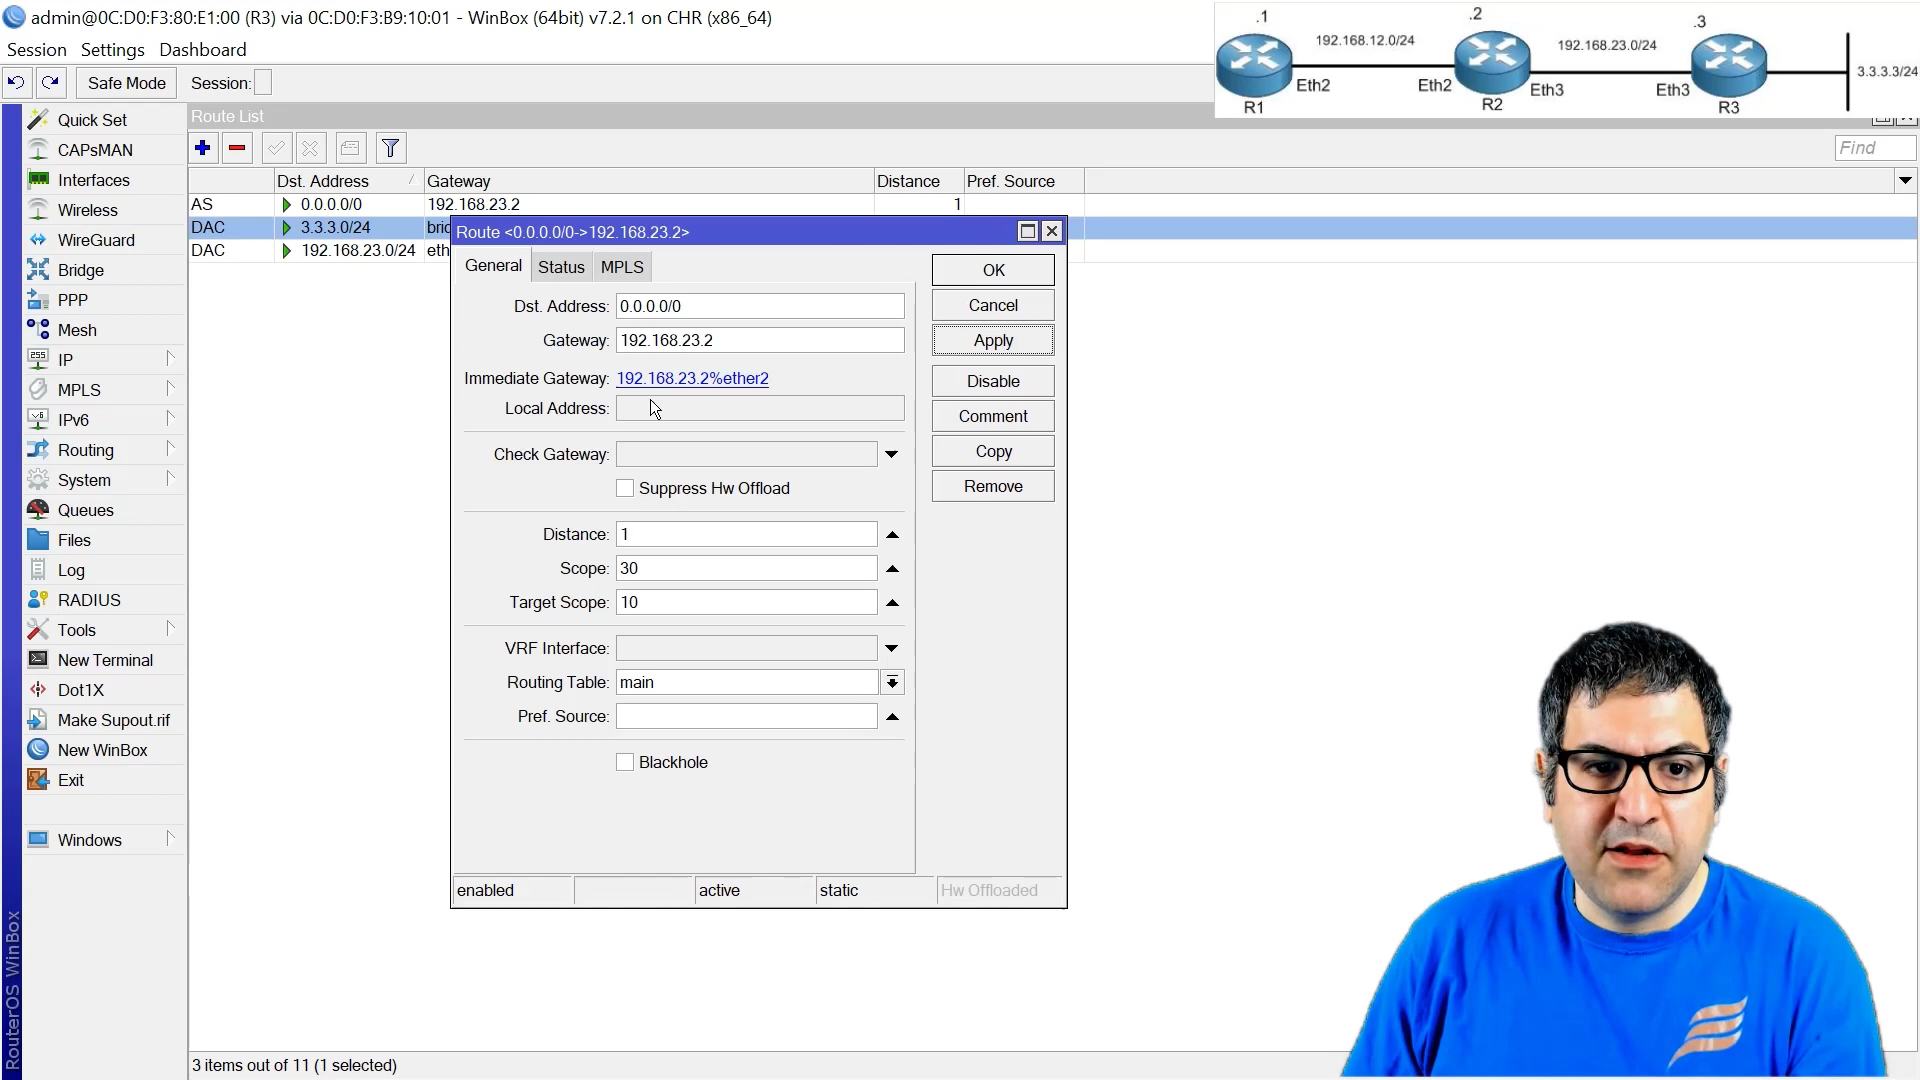 admin@0C:D0:F3:80:E1:00 (R3) via 0C:D0:F3:B9:10:01 - WinBox (64bit) v7.2.1 on CHR (x86_64)
Session Settings Dashboard
Safe Mode Session:
.1 .2 .3
192.168.12.0/24 192.168.23.0/24
3.3.3.3/24
Eth2 Eth2 Eth3 Eth3
R1 R2 R3
Quick Set
CAPsMAN
Interfaces
Wireless
WireGuard
Bridge
PPP
Mesh
IP
MPLS
IPv6
Routing
System
Queues
Files
Log
RADIUS
Tools
New Terminal
Dot1X
Make Supout.rif
New WinBox
Exit
Windows
RouterOS WinBox
Route List
Find
Dst. Address Gateway Distance Pref. Source
AS 0.0.0.0/0 192.168.23.2 1
DAC 3.3.3.0/24 bri
DAC 192.168.23.0/24 eth
Route <0.0.0.0/0->192.168.23.2>
General Status MPLS
Dst. Address: 0.0.0.0/0
Gateway: 192.168.23.2
Immediate Gateway: 192.168.23.2%ether2
Local Address:
Check Gateway:
Suppress Hw Offload
Distance: 1
Scope: 30
Target Scope: 10
VRF Interface:
Routing Table: main
Pref. Source:
Blackhole
OK
Cancel
Apply
Disable
Comment
Copy
Remove
enabled active static Hw Offloaded
3 items out of 11 (1 selected)